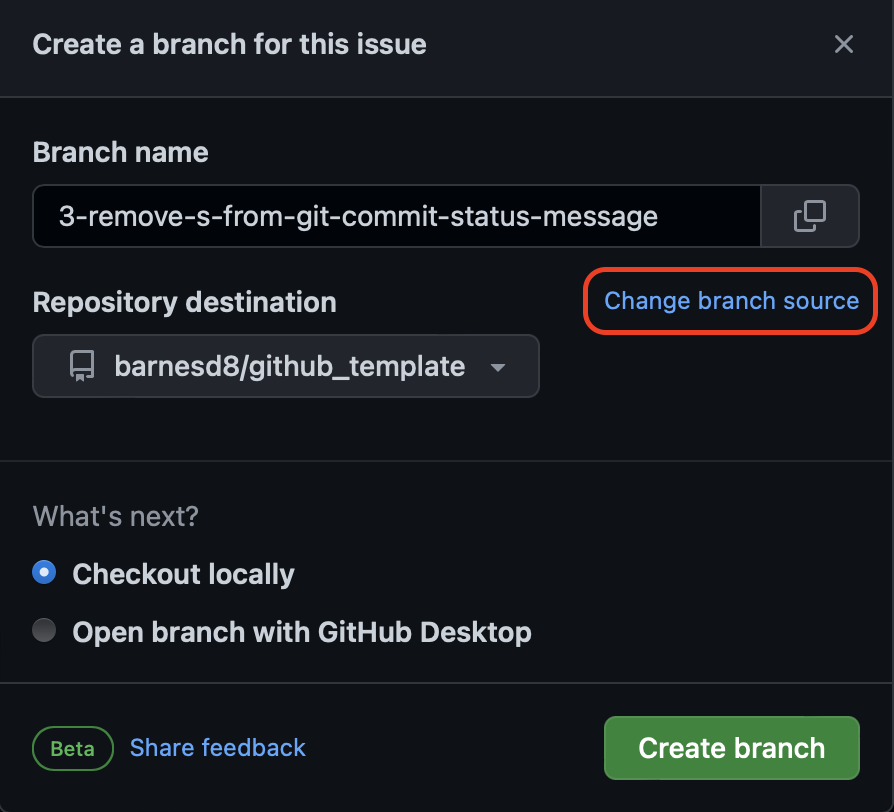 Create a branch for this issue
Branch name
3-remove-s-from-git-commit-status-message
Repository destination
Change branch source
barnesd8/github_template
What's next?
Checkout locally
Open branch with GitHub Desktop
Beta
Share feedback
Create branch